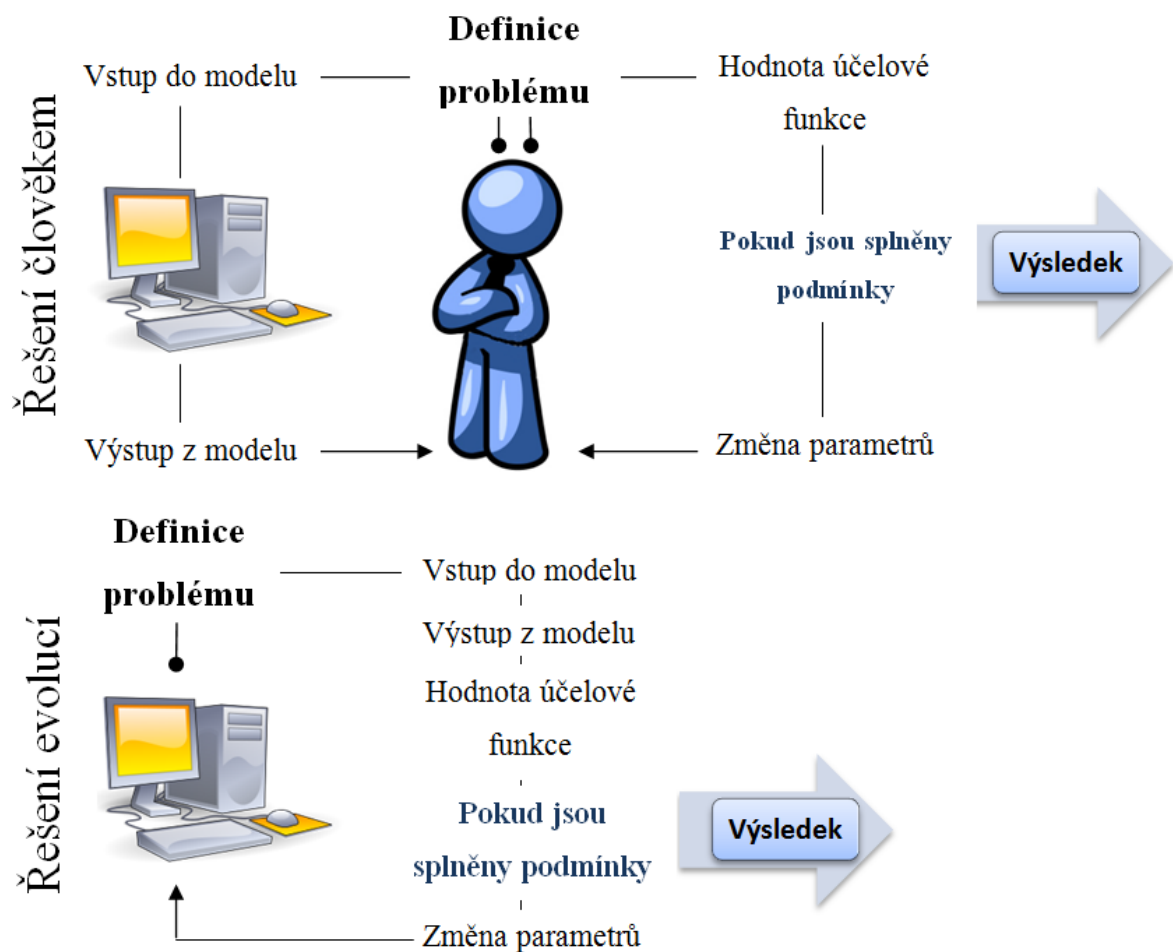 Řešení člověkem
Definice
problému
Vstup do modelu
Hodnota účelové
funkce
Pokud jsou splněny
podmínky
Výsledek
Výstup z modelu
Změna parametrů
Řešení evolucí
Definice
problému
Vstup do modelu
Výstup z modelu
Hodnota účelové
funkce
Pokud jsou
splněny podmínky
Výsledek
Změna parametrů